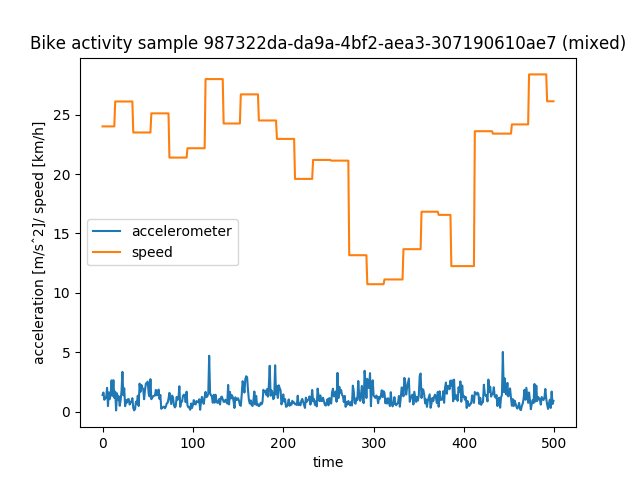 Bike activity sample 987322da-da9a-4bf2-aea3-307190610ae7 (mixed)
acceleration [m/s^2]/ speed [km/h]
25
20
15
10
5
0
accelerometer
speed
0 100 200 300 400 500
time